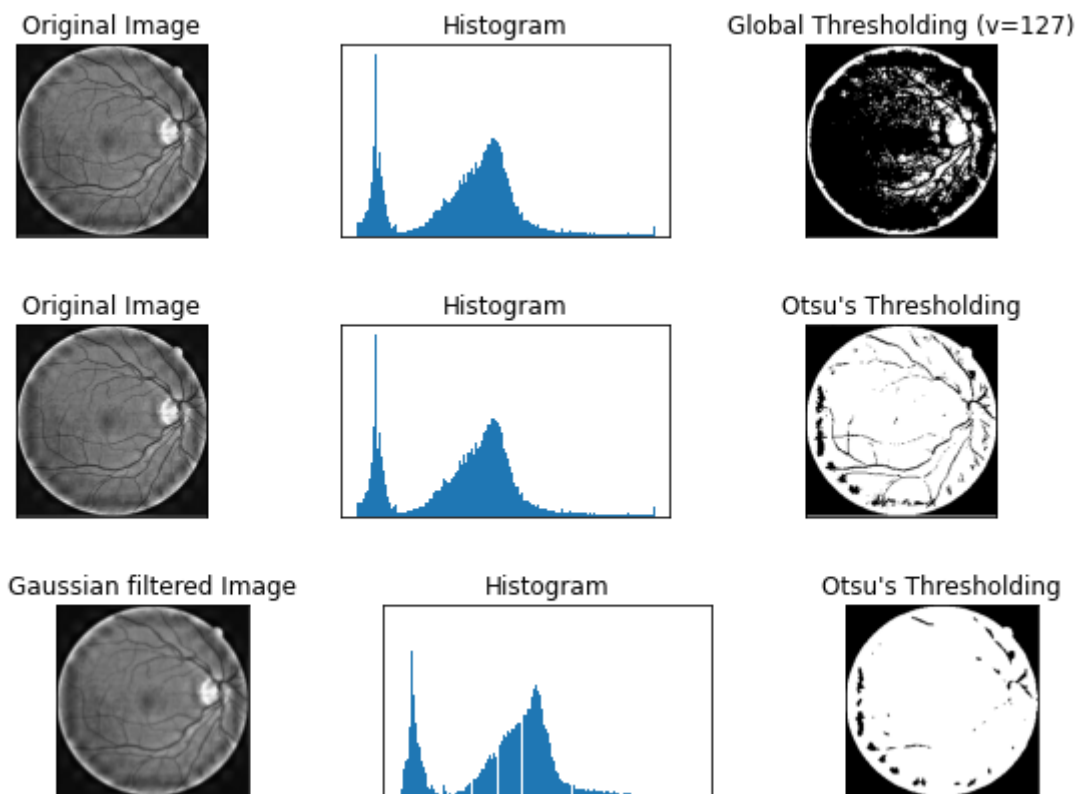 Original Image
Histogram
Global Thresholding (v=127)
Original Image
Histogram
Otsu's Thresholding
Gaussian filtered Image
Histogram
Otsu's Thresholding